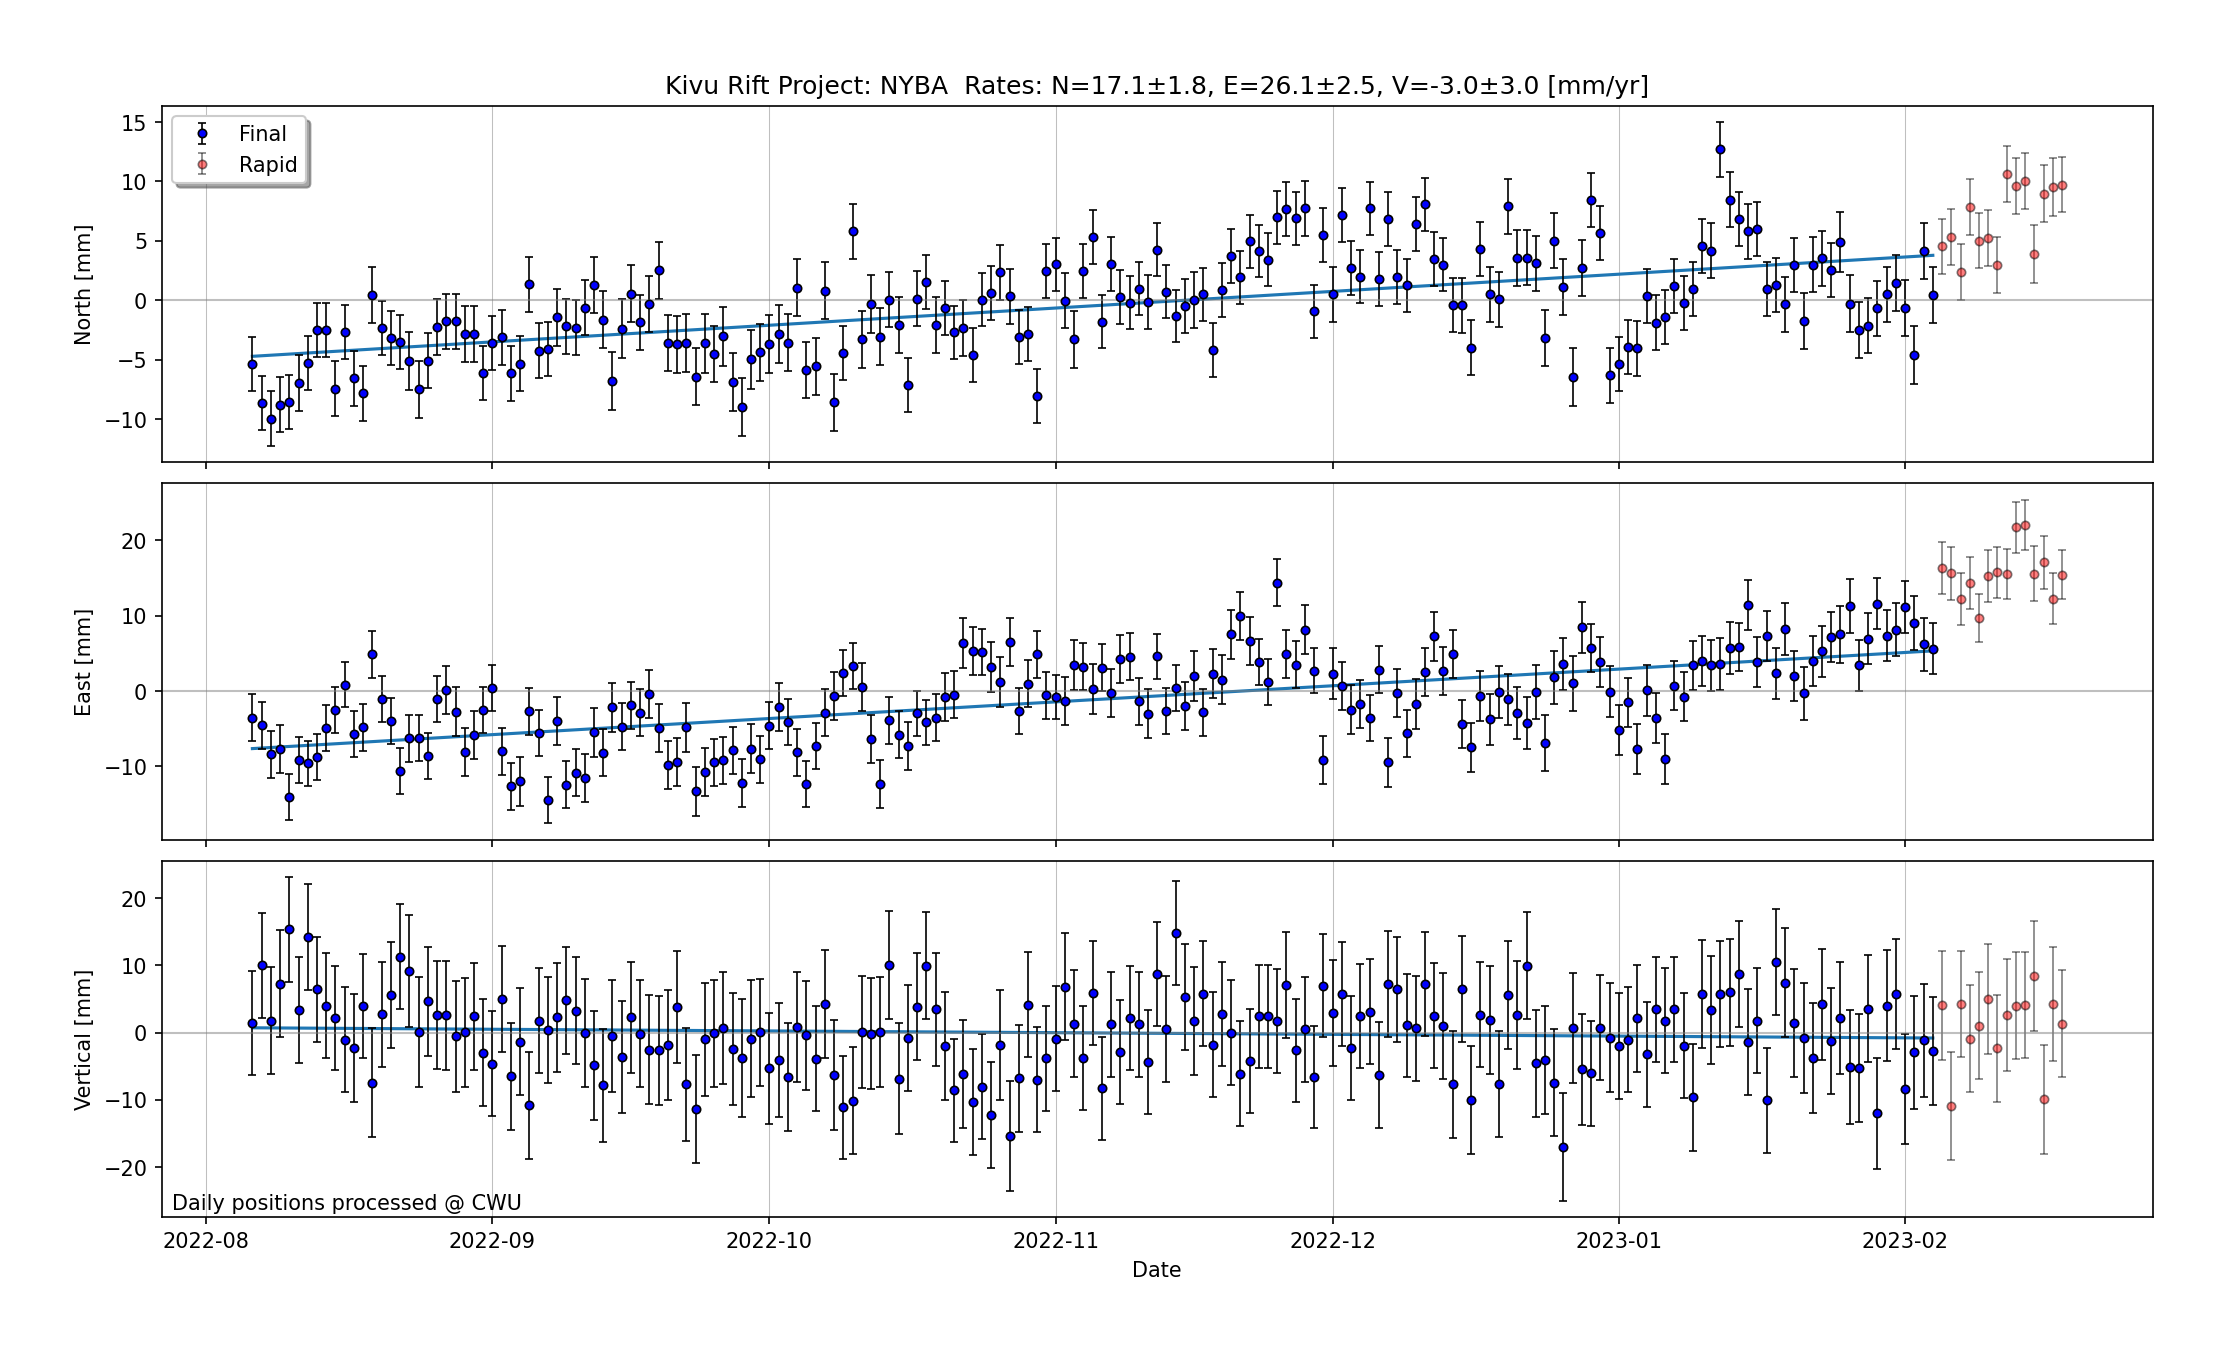 Kivu Rift Project: NYBA  Rates: N=17.1±1.8, E=26.1±2.5, V=-3.0±3.0 [mm/yr]
Final
Rapid
North [mm]
15
10
5
0
−5
−10
East [mm]
20
10
0
−10
Vertical [mm]
20
10
0
−10
−20
Daily positions processed @ CWU
2022-08 2022-09 2022-10 2022-11 2022-12 2023-01 2023-02
Date